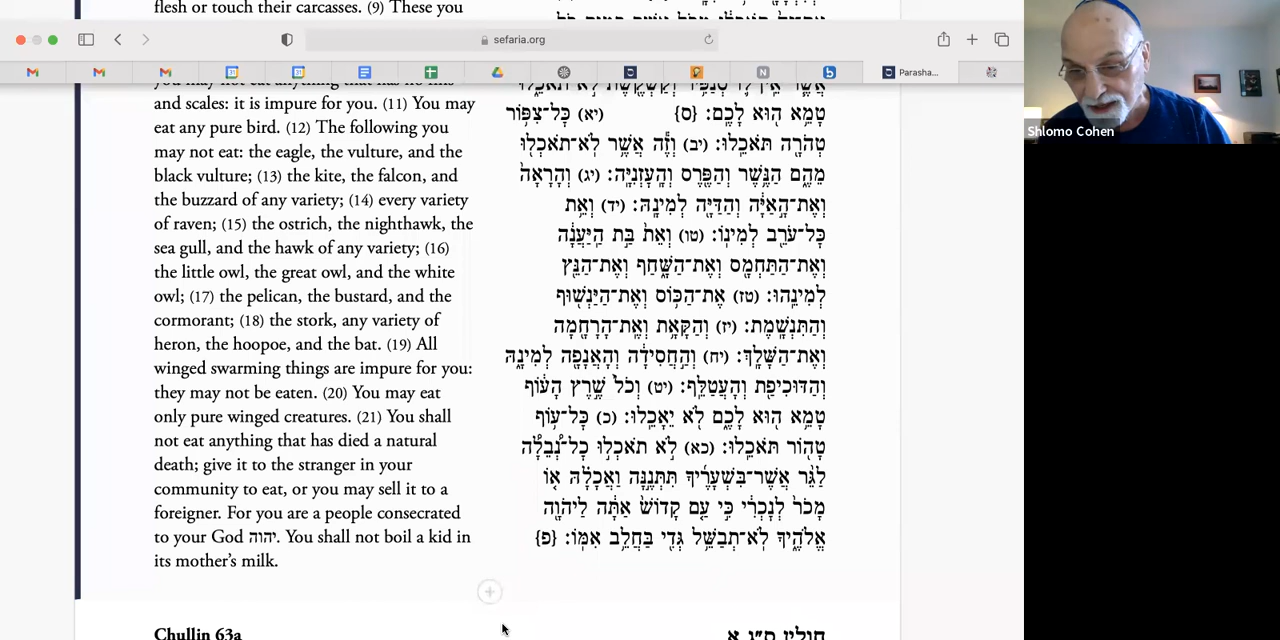 flesh or touch their carcasses. (9) These you
sefaria.org
Parasha...
and scales: it is impure for you. (11) You may
eat any pure bird. (12) The following you
may not eat: the eagle, the vulture, and the
black vulture; (13) the kite, the falcon, and
the buzzard of any variety; (14) every variety
of raven; (15) the ostrich, the nighthawk, the
sea gull, and the hawk of any variety; (16)
the little owl, the great owl, and the white
owl; (17) the pelican, the bustard, and the
cormorant; (18) the stork, any variety of
heron, the hoopoe, and the bat. (19) All
winged swarming things are impure for you:
they may not be eaten. (20) You may eat
only pure winged creatures. (21) You shall
not eat anything that has died a natural
death; give it to the stranger in your
community to eat, or you may sell it to a
foreigner. For you are a people consecrated
to your God יהוה. You shall not boil a kid in
its mother’s milk.
טָמֵ֥א ה֖וּא לָכֶֽם׃ {ס} (יא) כׇּל־צִפּ֥וֹר
טְהֹרָ֖ה תֹּאכֵֽלוּ׃ (יב) וְזֶ֕ה אֲשֶׁ֥ר לֹֽא־תֹאכְל֖וּ
מֵהֶ֑ם הַנֶּ֥שֶׁר וְהַפֶּ֖רֶס וְהָֽעׇזְנִיָּֽה׃ (יג) וְהָרָאָה֙
וְאֶת־הָ֣אַיָּ֔ה וְהַדַּיָּ֖ה לְמִינָֽהּ׃ (יד) וְאֵ֥ת
כׇּל־עֹרֵ֖ב לְמִינֽוֹ׃ (טו) וְאֵת֙ בַּ֣ת הַֽיַּעֲנָ֔ה
וְאֶת־הַתַּחְמָ֖ס וְאֶת־הַשָּׁ֑חַף וְאֶת־הַנֵּ֖ץ
לְמִינֵֽהוּ׃ (טז) אֶת־הַכּ֥וֹס וְאֶת־הַיַּנְשׁ֖וּף
וְהַתִּנְשָֽׁמֶת׃ (יז) וְהַקָּאָ֥ת וְאֶֽת־הָרָחָ֖מָה
וְאֶת־הַשָּׁלָֽךְ׃ (יח) וְהַ֣חֲסִידָ֔ה וְהָאֲנָפָ֖ה לְמִינָ֑הּ
וְהַדּוּכִיפַ֖ת וְהָעֲטַלֵּֽף׃ (יט) וְכֹל֙ שֶׁ֣רֶץ הָע֔וֹף
טָמֵ֥א ה֖וּא לָכֶ֑ם לֹ֖א יֵאָכֵֽלוּ׃ (כ) כׇּל־ע֥וֹף
טָה֖וֹר תֹּאכֵֽלוּ׃ (כא) לֹ֣א תֹאכְל֣וּ כׇל־נְ֠בֵלָ֠ה
לַגֵּ֨ר אֲשֶׁר־בִּשְׁעָרֶ֜יךָ תִּתְּנֶ֣נָּה וַאֲכָלָ֗הּ א֤וֹ
מָכֹר֙ לְנׇכְרִ֔י כִּ֣י עַ֤ם קָדוֹשׁ֙ אַתָּ֔ה לַיהֹוָ֖ה
אֱלֹהֶ֑יךָ לֹֽא־תְבַשֵּׁ֥ל גְּדִ֖י בַּחֲלֵ֥ב אִמּֽוֹ׃ {פ}
Chullin 63a
חולין ס״ג א
Shlomo Cohen